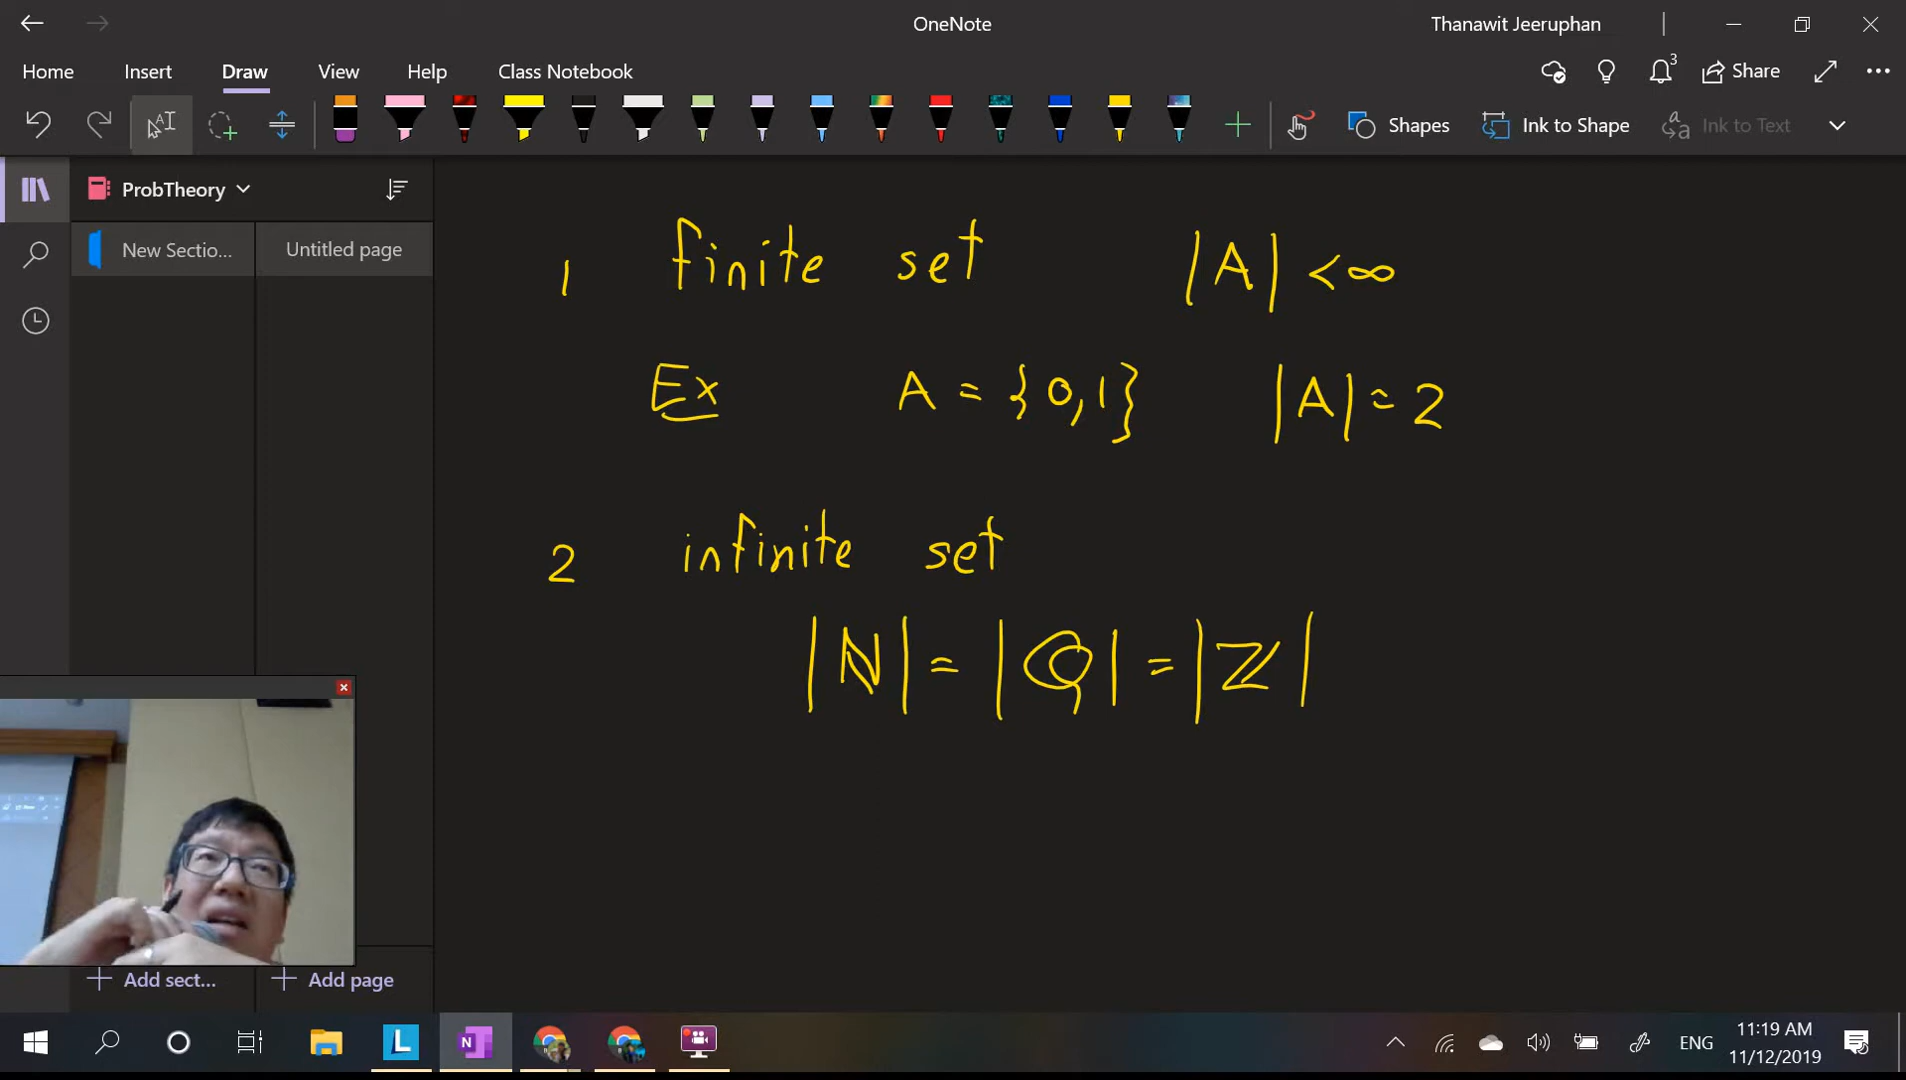 OneNote
Thanawit Jeeruphan
Home Insert Draw View Help Class Notebook
3
Share
Shapes Ink to Shape Ink to Text
ProbTheory
New Sectio... Untitled page
1 finite set |A| < ∞
Ex A = {0,1} |A| = 2
2 infinite set
|ℕ| = |ℚ| = |ℤ|
Add sect... Add page
L N
ENG
11:19 AM
11/12/2019